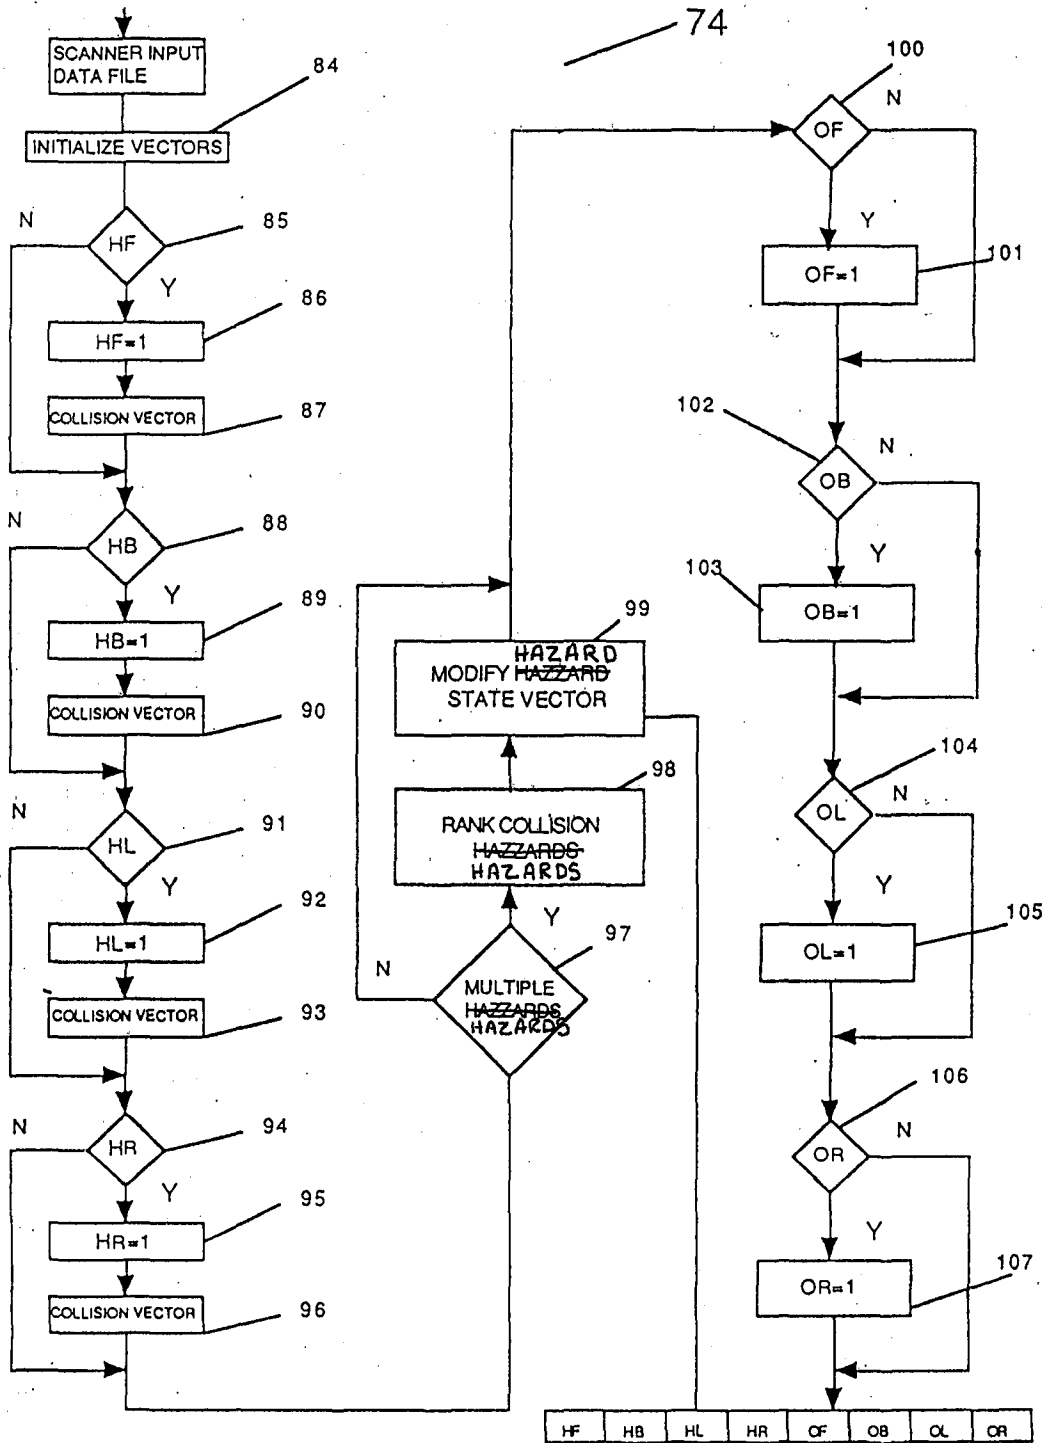 74
SCANNER INPUT
DATA FILE
84
INITIALIZE VECTORS
N
HF
85
Y
86
HF=1
COLLISION VECTOR
87
N
HB
88
Y
89
HB=1
COLLISION VECTOR
90
N
HL
91
Y
92
HL=1
COLLISION VECTOR
93
N
HR
94
Y
95
HR=1
COLLISION VECTOR
96
99
HAZARD
MODIFY HAZZARD
STATE VECTOR
98
RANK COLLISION
HAZZARDS
HAZARDS
Y
97
N
MULTIPLE
HAZZARDS
HAZARDS
100
N
OF
Y
101
OF=1
102
N
OB
Y
103
OB=1
104
N
OL
Y
105
OL=1
106
N
OR
Y
107
OR=1
HF HB HL HR OF OB OL OR